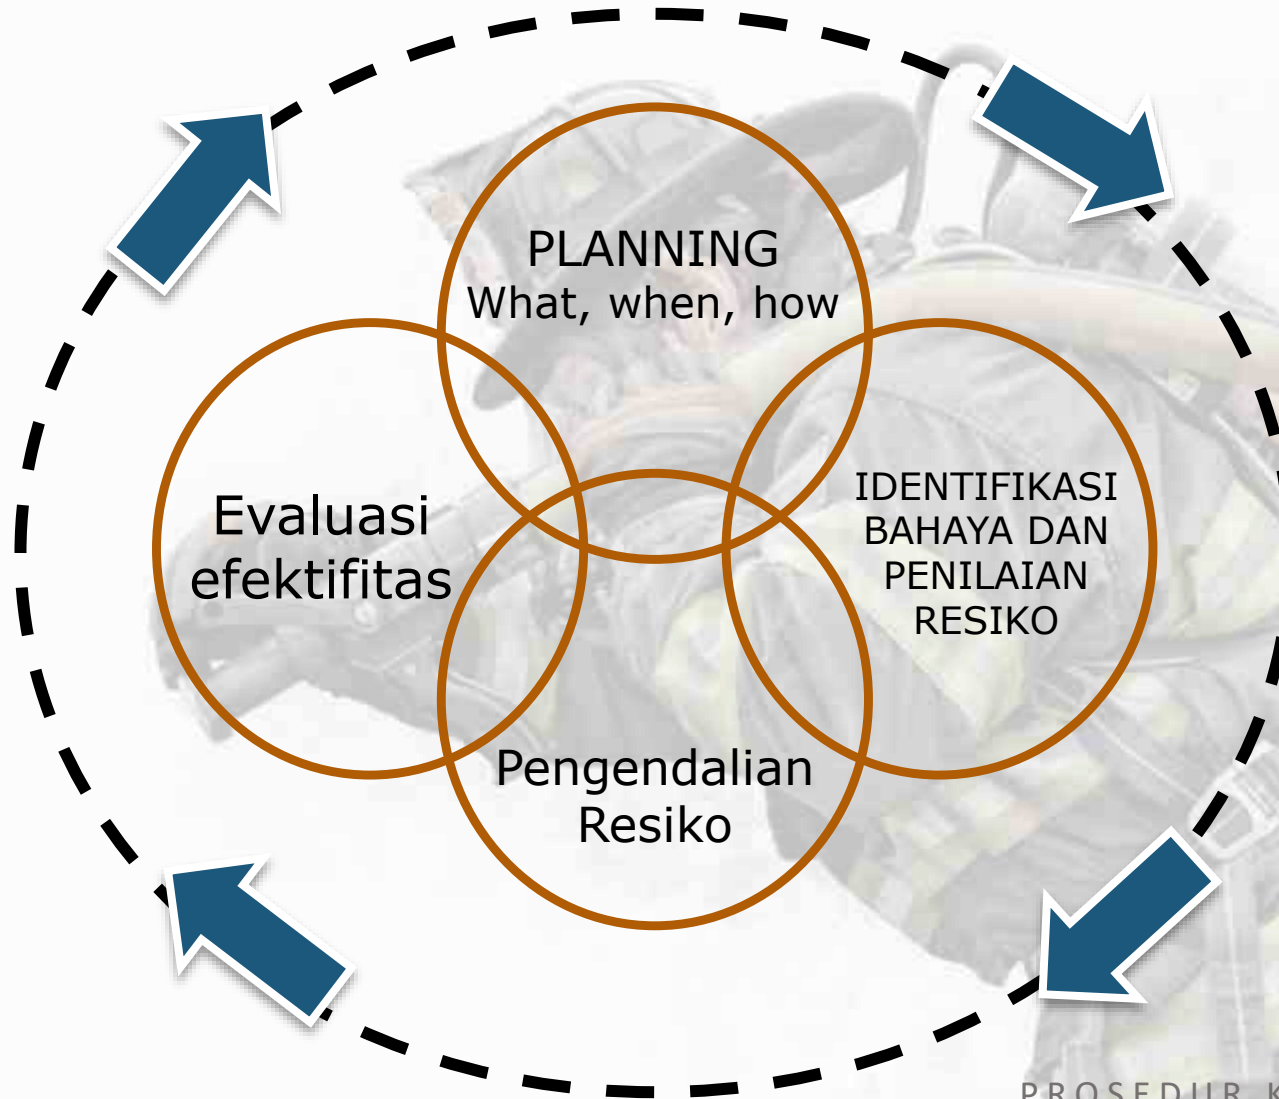 PLANNING
What, when, how
Evaluasi
efektifitas
IDENTIFIKASI
BAHAYA DAN
PENILAIAN
RESIKO
Pengendalian
Resiko
PROSEDUR K